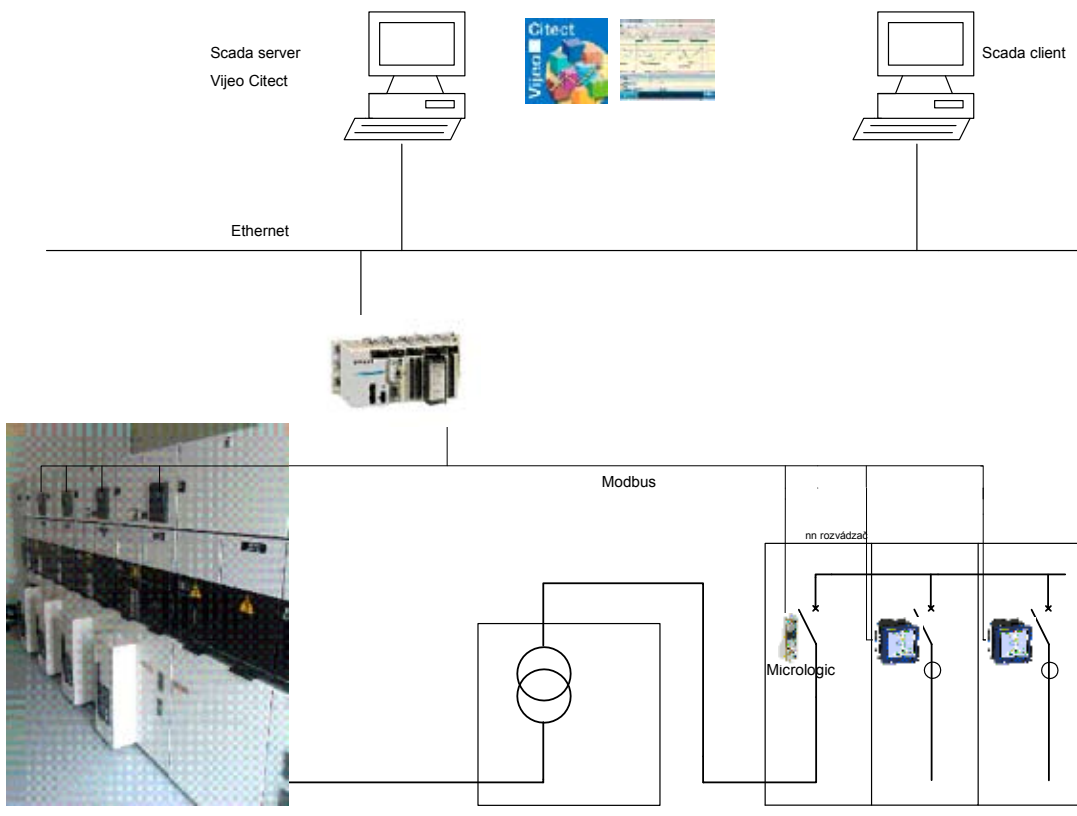 Scada server
Vijeo Citect
Citect
Vijeo
Scada client
Ethernet
Modbus
nn rozvádzač
Micrologic